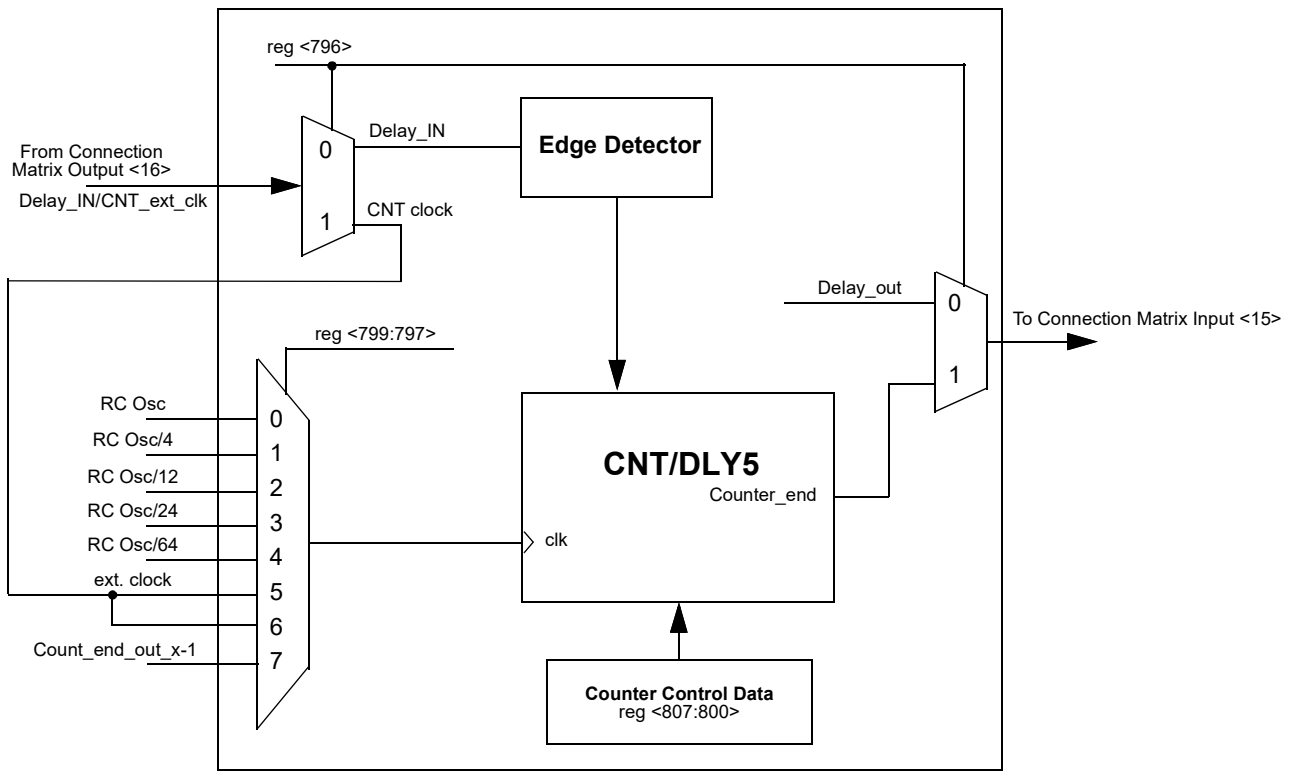 reg <796>
From Connection
Matrix Output <16>
Delay_IN/CNT_ext_clk
0
1
Delay_IN
CNT clock
Edge Detector
Delay_out
0
1
To Connection Matrix Input <15>
reg <799:797>
RC Osc
RC Osc/4
RC Osc/12
RC Osc/24
RC Osc/64
ext. clock
Count_end_out_x-1
0
1
2
3
4
5
6
7
CNT/DLY5
Counter_end
clk
Counter Control Data
reg <807:800>